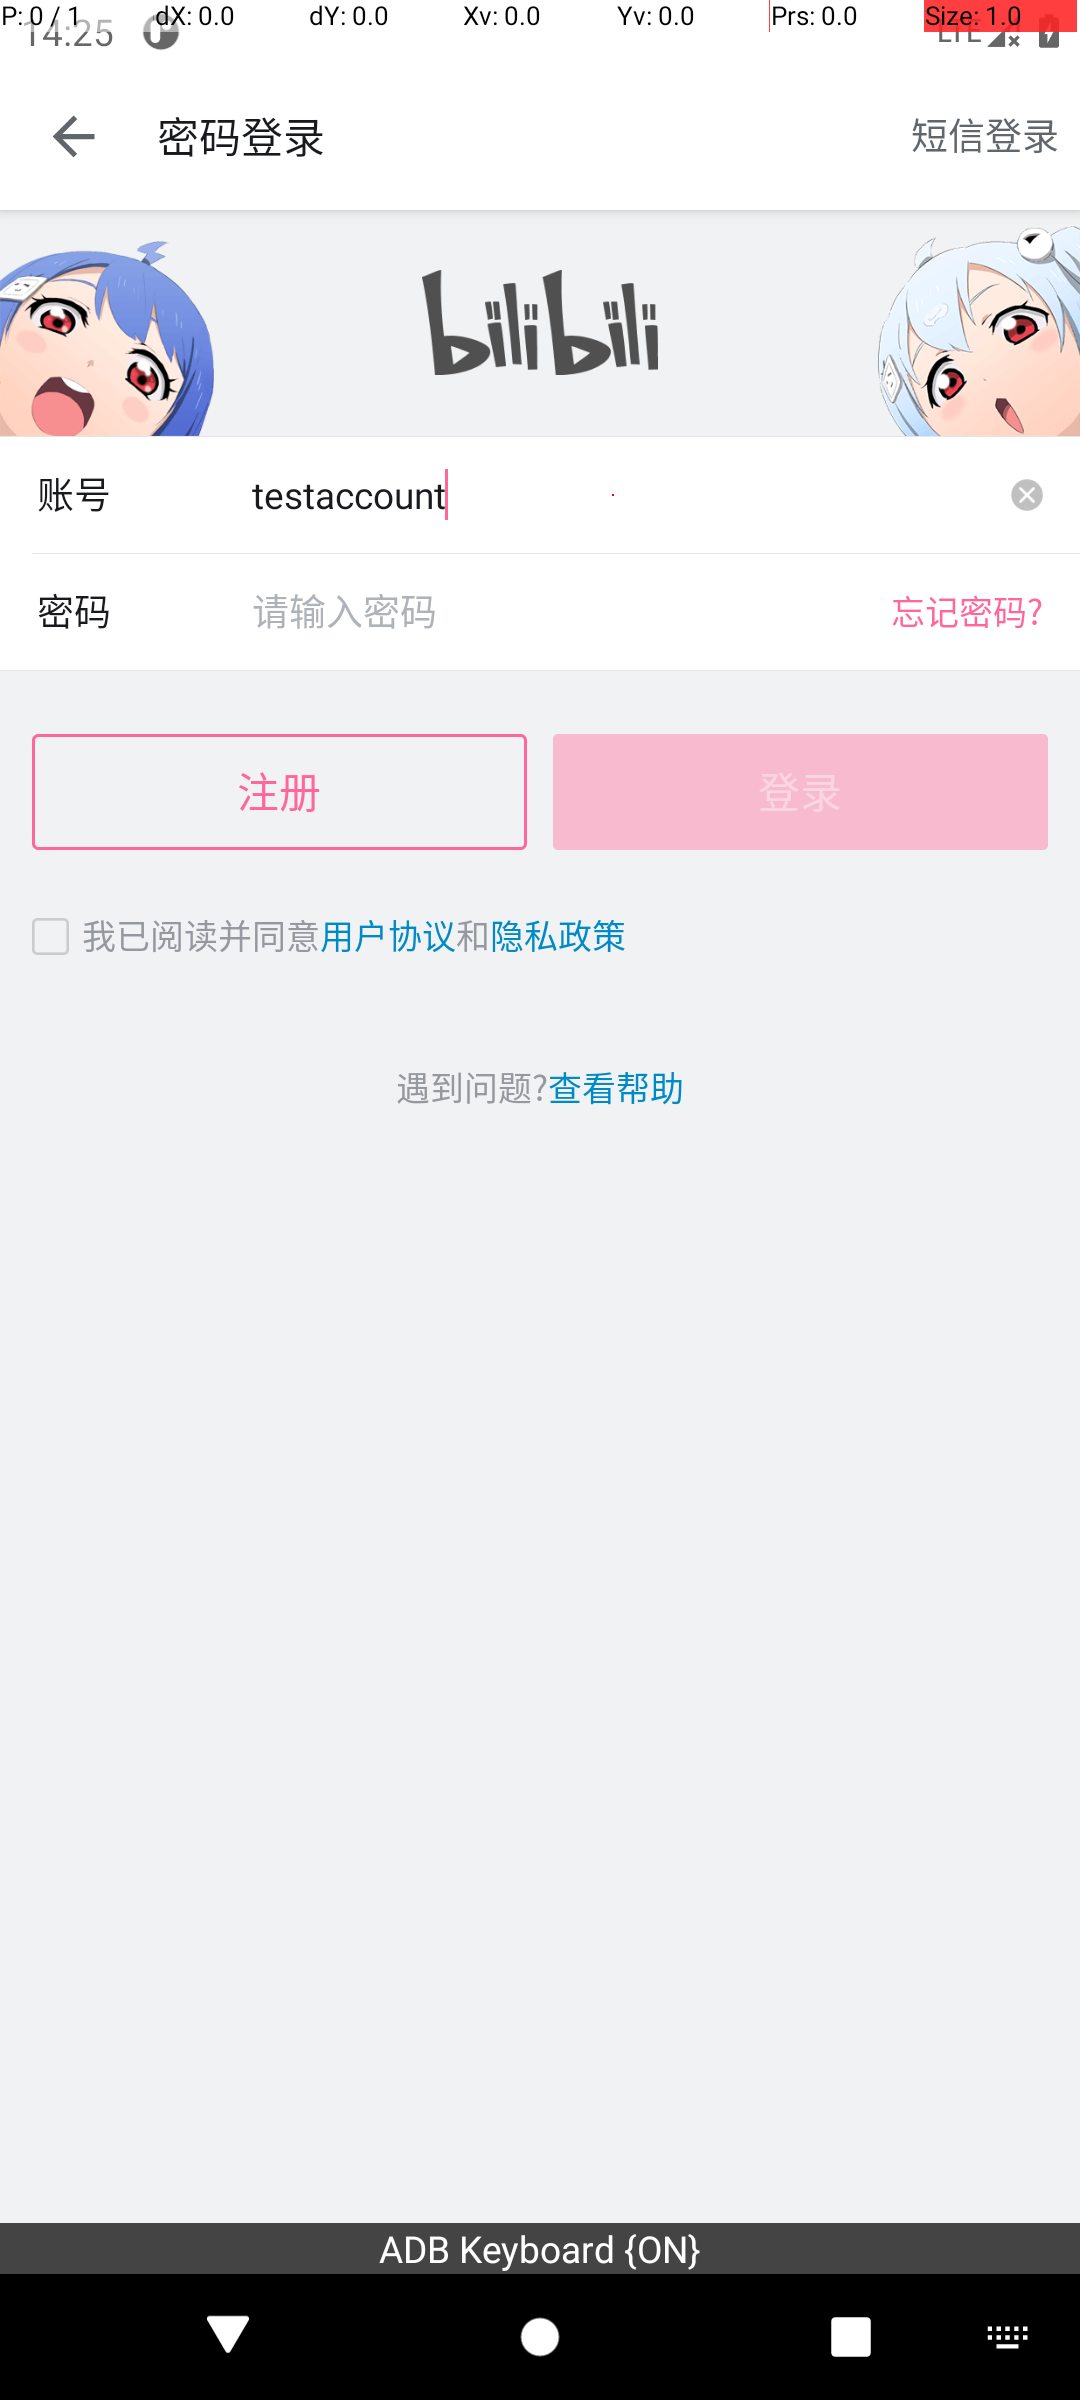 P: 0 / 1 dX: 0.0 dY: 0.0 Xv: 0.0 Yv: 0.0 Prs: 0.0 Size: 1.0
14:25 LTE
密码登录 短信登录
bilibili
账号 testaccount
密码 请输入密码 忘记密码?
注册 登录
我已阅读并同意用户协议和隐私政策
遇到问题?查看帮助
ADB Keyboard {ON}